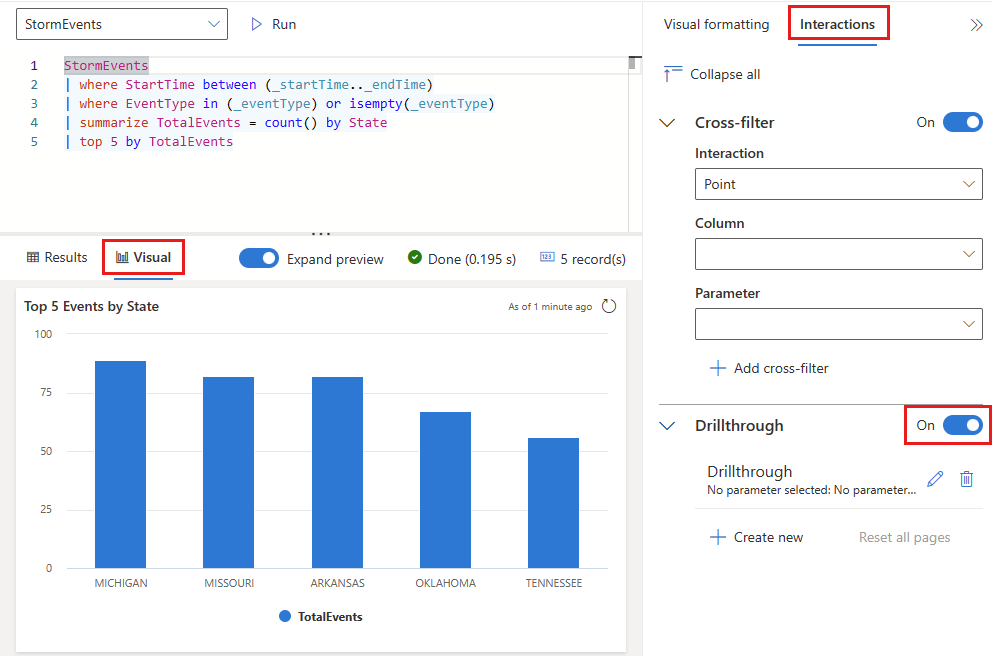 StormEvents
Run
1 StormEvents
2 | where StartTime between (_startTime.._endTime)
3 | where EventType in (_eventType) or isempty(_eventType)
4 | summarize TotalEvents = count() by State
5 | top 5 by TotalEvents
Results
Visual
Expand preview
Done (0.195 s)
123
5 record(s)
Top 5 Events by State
As of 1 minute ago
100
75
50
25
0
MICHIGAN MISSOURI ARKANSAS OKLAHOMA TENNESSEE
TotalEvents
Visual formatting
Interactions
Collapse all
Cross-filter
On
Interaction
Point
Column
Parameter
Add cross-filter
Drillthrough
On
Drillthrough
No parameter selected: No parameter...
Create new
Reset all pages